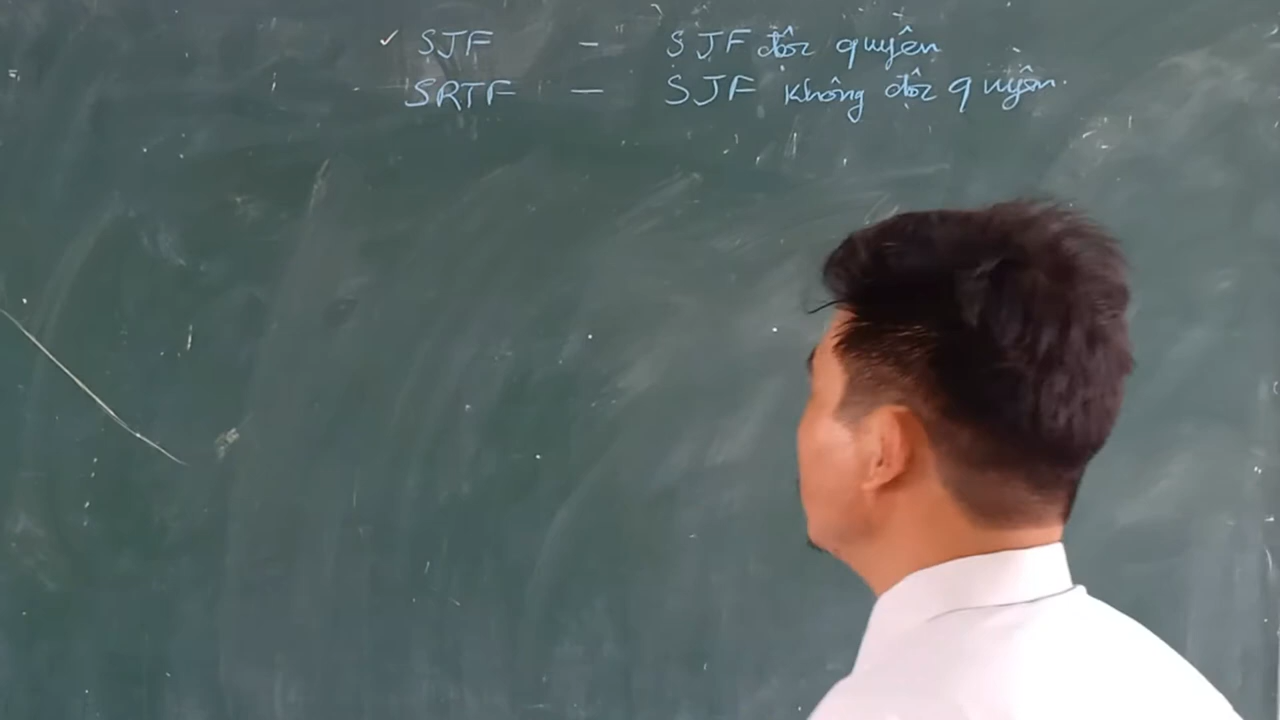 ✓ SJF - SJF độc quyền
SRTF - SJF không độc quyền.